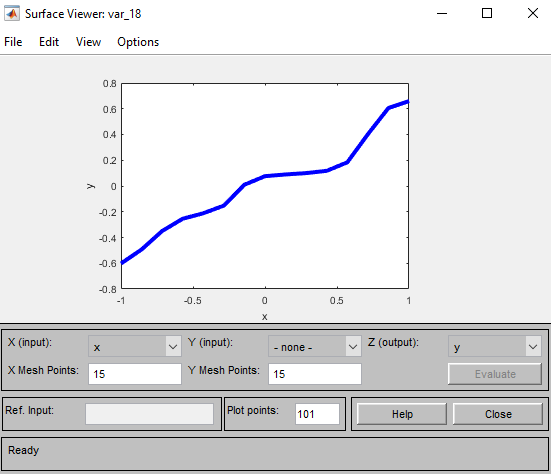 Surface Viewer: var_18
File Edit View Options
0.8
0.6
0.4
0.2
0
-0.2
-0.4
-0.6
-0.8
y
-1 -0.5 0 0.5 1
x
X (input): x Y (input): - none - Z (output): y
X Mesh Points: 15 Y Mesh Points: 15 Evaluate
Ref. Input: Plot points: 101 Help Close
Ready